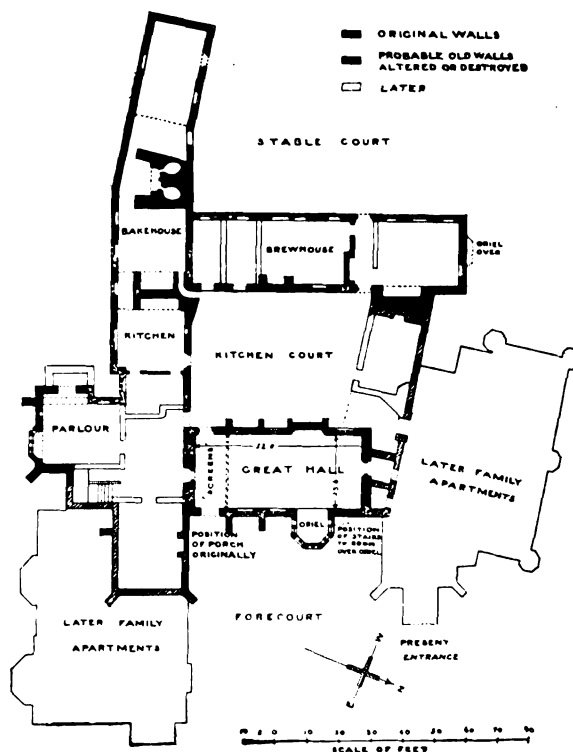 ORIGINAL WALLS
PROBABLE OLD WALLS
ALTERED OR DESTROYED
LATER
STABLE COURT
BAKEHOUSE
BREWHOUSE
ORIEL
OVER
KITCHEN
KITCHEN COURT
PARLOUR
SCREENS
GREAT HALL
LATER FAMILY
APARTMENTS
POSITION
OF PORCH
ORIGINALLY
ORIEL
POSITION
OF STAIRS
TO ROOM
OVER ORIEL
LATER FAMILY
APARTMENTS
FORECOURT
PRESENT
ENTRANCE
N
E
SCALE OF FEET